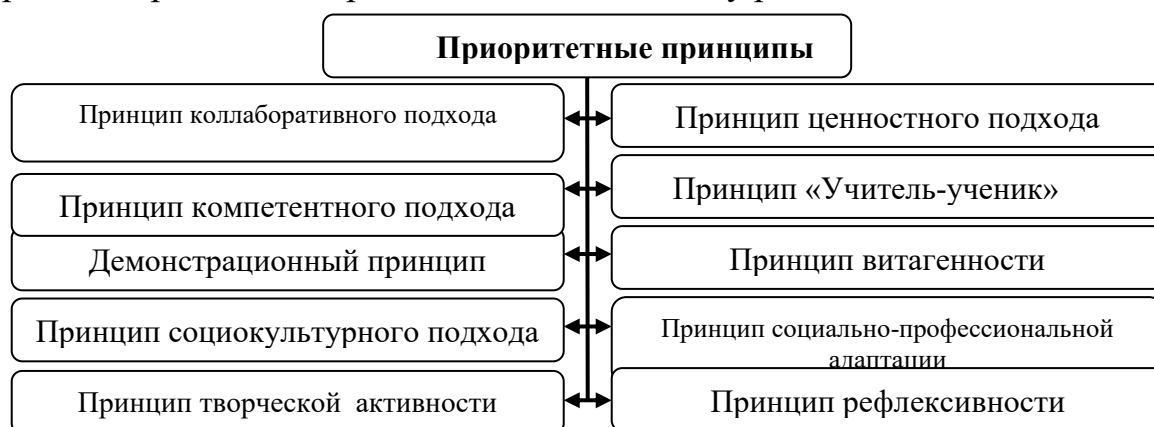 Приоритетные принципы
Принцип коллаборативного подхода
Принцип ценностного подхода
Принцип компетентного подхода
Принцип «Учитель-ученик»
Демонстрационный принцип
Принцип витагенности
Принцип социокультурного подхода
Принцип социально-профессиональной
адаптации
Принцип творческой активности
Принцип рефлексивности